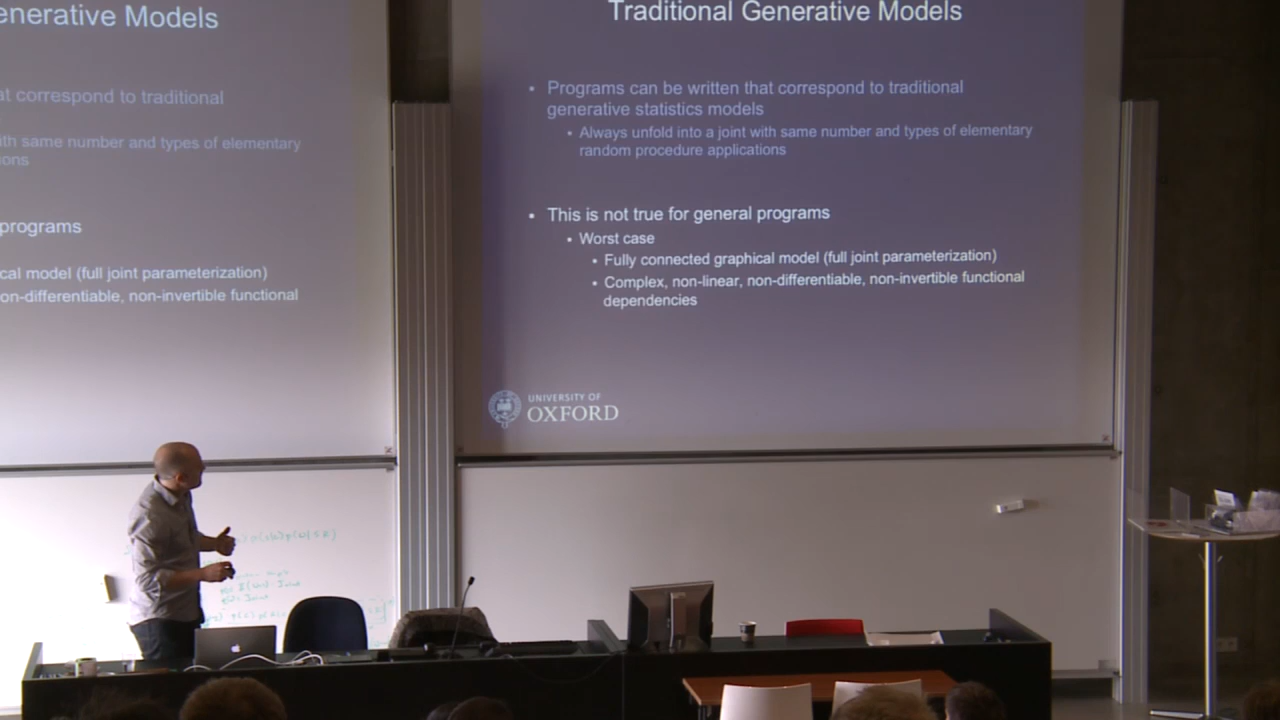 enerative Models
at correspond to traditional
ith same number and types of elementary
ions
programs
cal model (full joint parameterization)
on-differentiable, non-invertible functional
Traditional Generative Models
• Programs can be written that correspond to traditional
generative statistics models
• Always unfold into a joint with same number and types of elementary
random procedure applications
• This is not true for general programs
• Worst case
• Fully connected graphical model (full joint parameterization)
• Complex, non-linear, non-differentiable, non-invertible functional
dependencies
UNIVERSITY OF
OXFORD